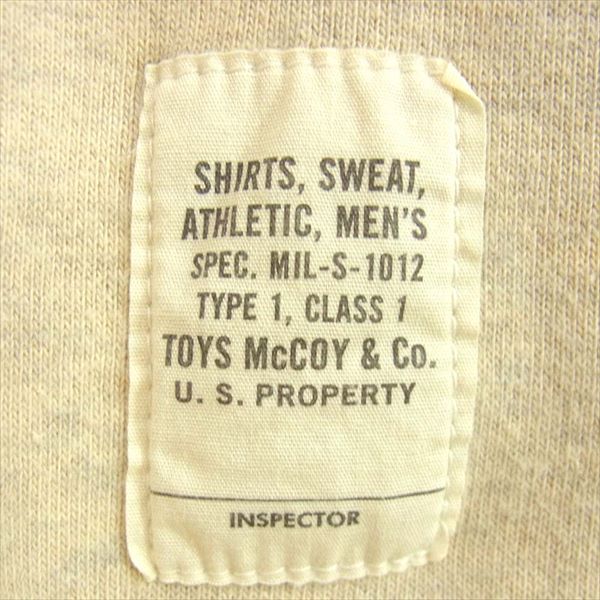 SHIRTS, SWEAT,
ATHLETIC, MEN'S
SPEC. MIL-S-1012
TYPE 1, CLASS 1
TOYS McCOY & Co.
U. S. PROPERTY
INSPECTOR